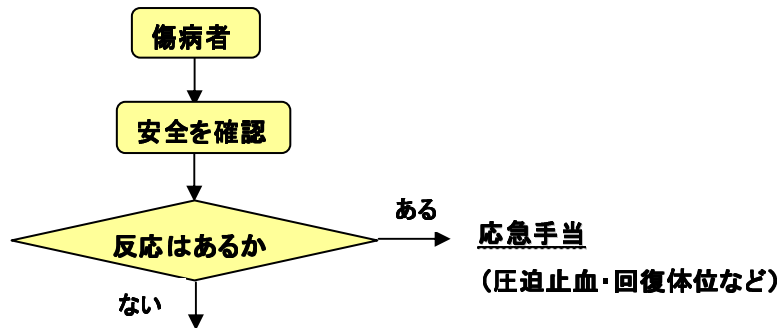 傷病者
安全を確認
反応はあるか
ある
応急手当
（圧迫止血・回復体位など）
ない